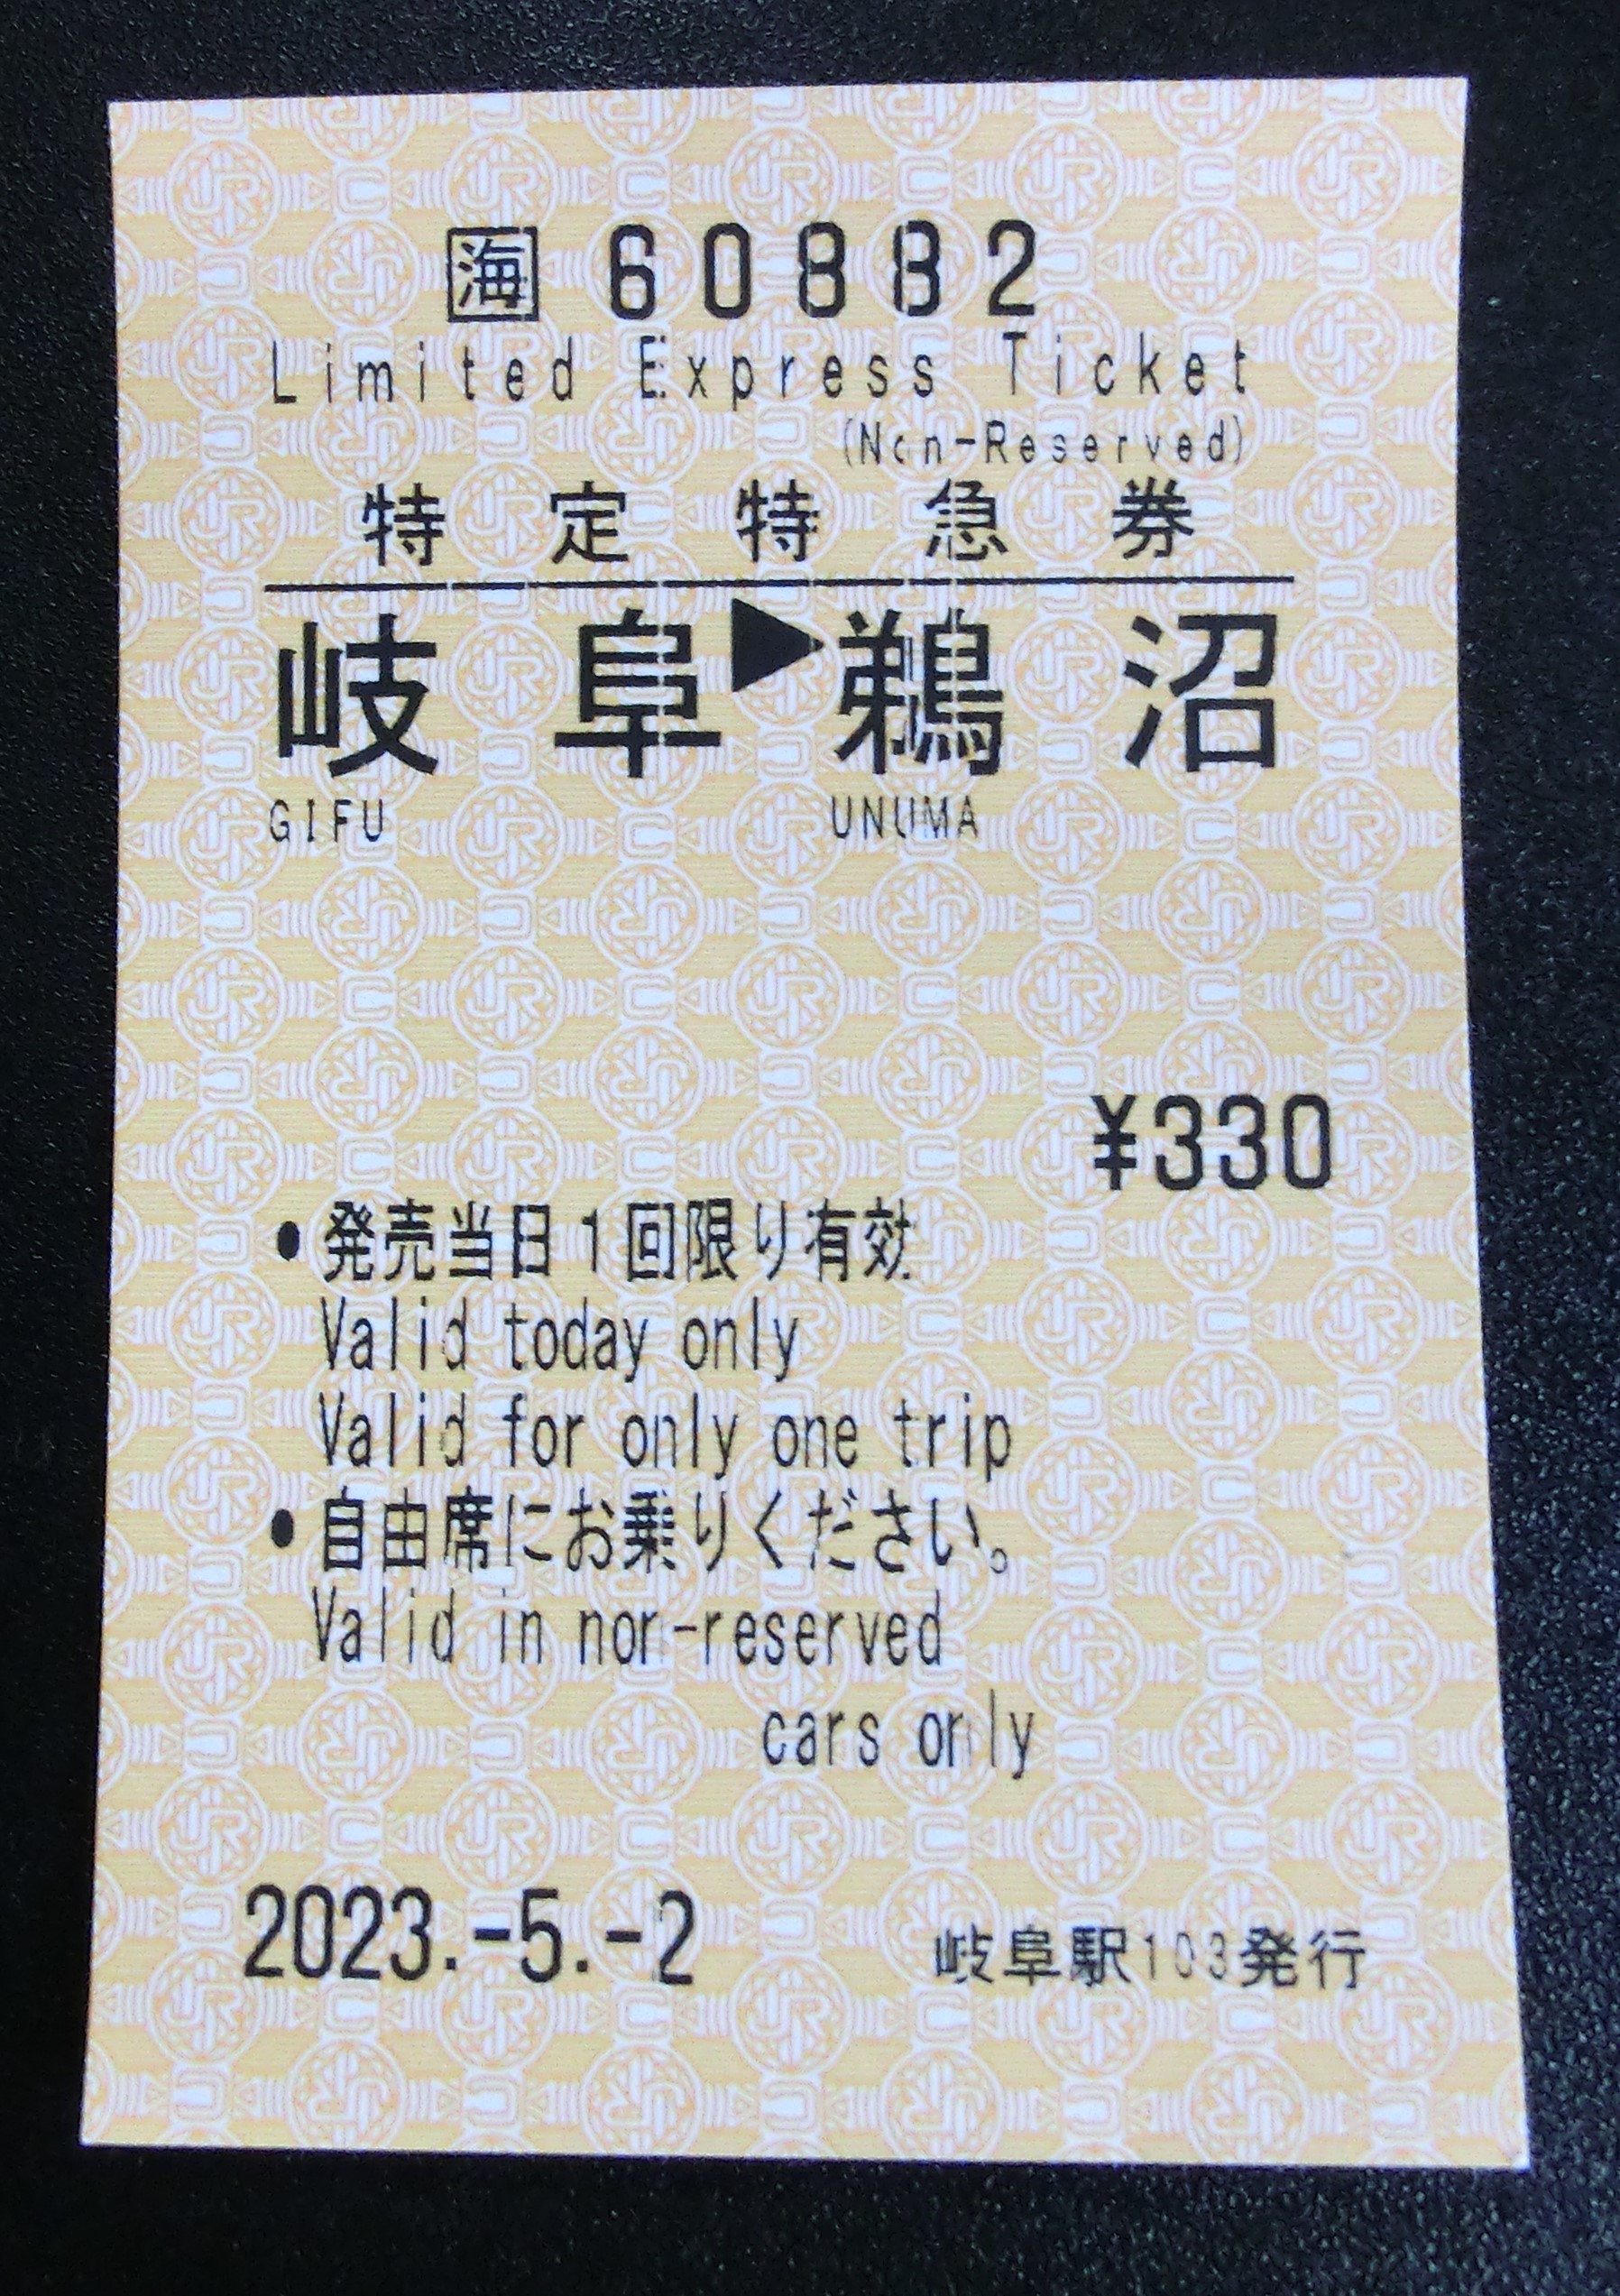 海 60882
Limited Express Ticket
(Non-Reserved)
特定特急券
岐阜▶鵜沼
GIFU UNUMA
¥330
●発売当日1回限り有効
Valid today only
Valid for only one trip
●自由席にお乗りください。
Valid in non-reserved
cars only
2023.-5.-2 岐阜駅103発行